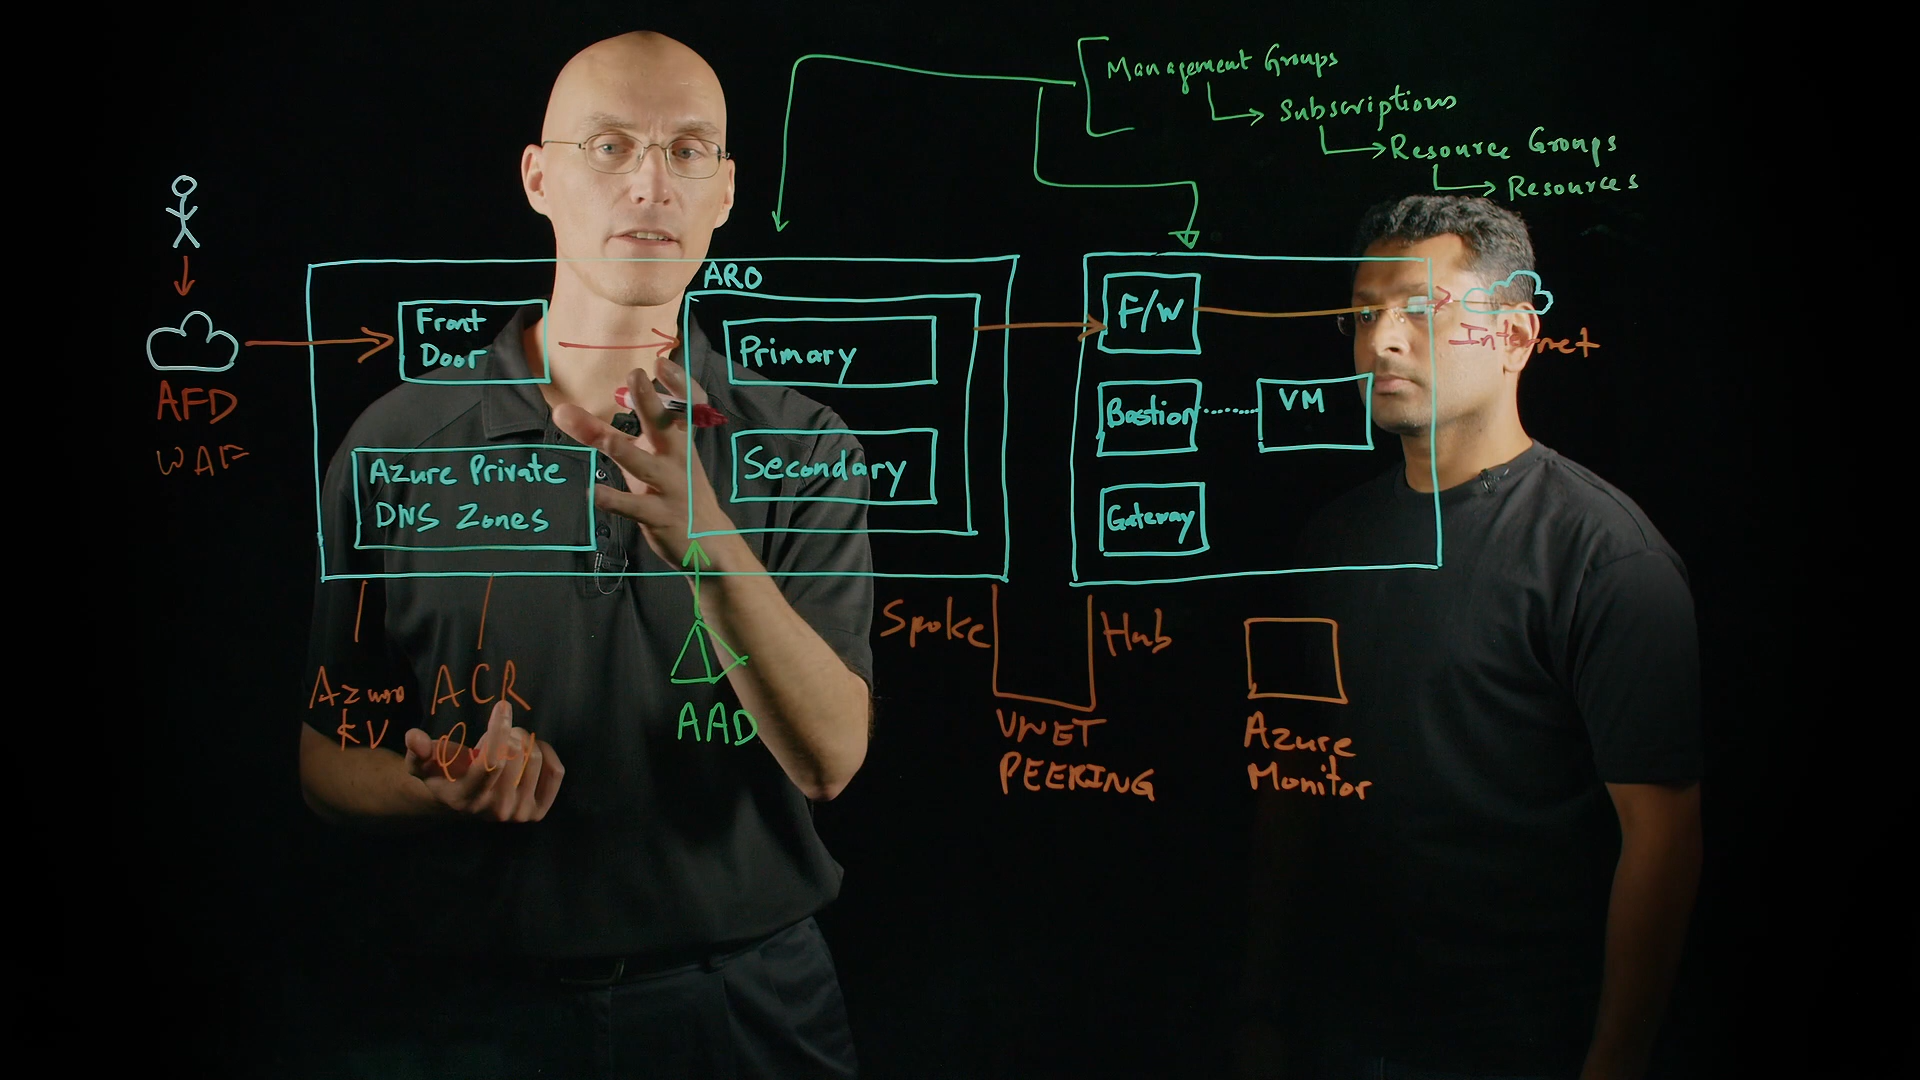 Management Groups
Subscriptions
Resource Groups
Resources
AFD
WAF
Front
Door
Azure Private
DNS Zones
ARO
Primary
Secondary
F/W
Bastion
VM
Gateway
Internet
Azure
KV
ACR
Quay
AAD
Spoke
Hub
VNET
PEERING
Azure
Monitor